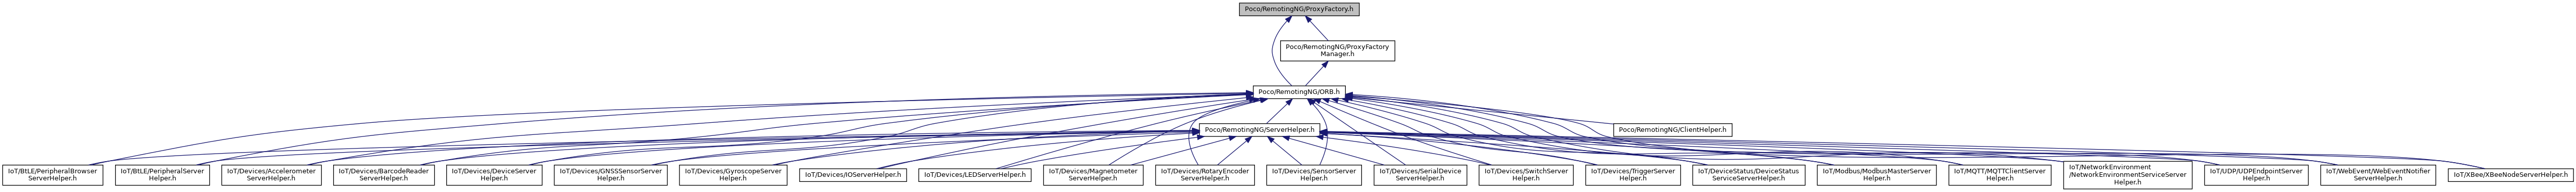 Poco/RemotingNG/ProxyFactory.h
Poco/RemotingNG/ProxyFactory
Manager.h
Poco/RemotingNG/ORB.h
Poco/RemotingNG/ServerHelper.h
Poco/RemotingNG/ClientHelper.h
IoT/BtLE/PeripheralBrowser
ServerHelper.h
IoT/BtLE/PeripheralServer
Helper.h
IoT/Devices/Accelerometer
ServerHelper.h
IoT/Devices/BarcodeReader
ServerHelper.h
IoT/Devices/DeviceServer
Helper.h
IoT/Devices/GNSSSensorServer
Helper.h
IoT/Devices/GyroscopeServer
Helper.h
IoT/Devices/IOServerHelper.h
IoT/Devices/LEDServerHelper.h
IoT/Devices/Magnetometer
ServerHelper.h
IoT/Devices/RotaryEncoder
ServerHelper.h
IoT/Devices/SensorServer
Helper.h
IoT/Devices/SerialDevice
ServerHelper.h
IoT/Devices/SwitchServer
Helper.h
IoT/Devices/TriggerServer
Helper.h
IoT/DeviceStatus/DeviceStatus
ServiceServerHelper.h
IoT/Modbus/ModbusMasterServer
Helper.h
IoT/MQTT/MQTTClientServer
Helper.h
IoT/NetworkEnvironment
/NetworkEnvironmentServiceServer
Helper.h
IoT/UDP/UDPEndpointServer
Helper.h
IoT/WebEvent/WebEventNotifier
ServerHelper.h
IoT/XBee/XBeeNodeServerHelper.h